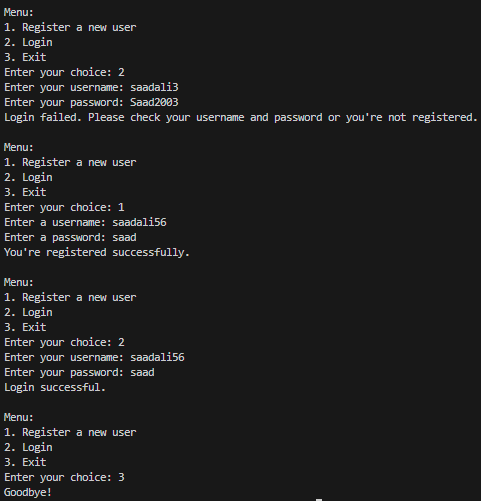 Menu:
1. Register a new user
2. Login
3. Exit
Enter your choice: 2
Enter your username: saadali3
Enter your password: Saad2003
Login failed. Please check your username and password or you're not registered.
Menu:
1. Register a new user
2. Login
3. Exit
Enter your choice: 1
Enter a username: saadali56
Enter a password: saad
You're registered successfully.
Menu:
1. Register a new user
2. Login
3. Exit
Enter your choice: 2
Enter your username: saadali56
Enter your password: saad
Login successful.
Menu:
1. Register a new user
2. Login
3. Exit
Enter your choice: 3
Goodbye!